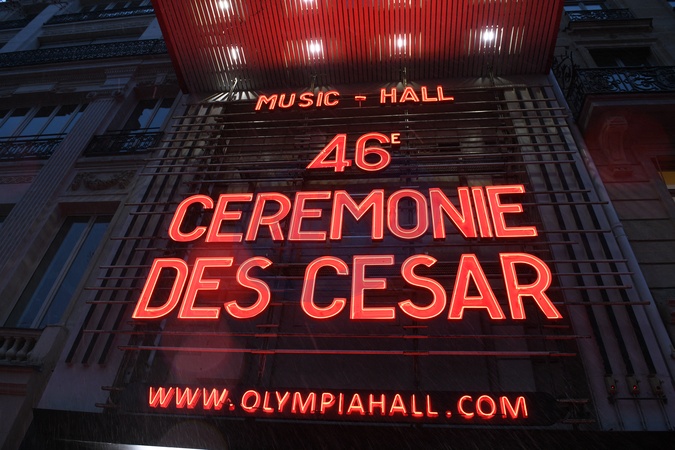 MUSIC - HALL
46E
CEREMONIE
DES CESAR
WWW.OLYMPIAHALL.COM